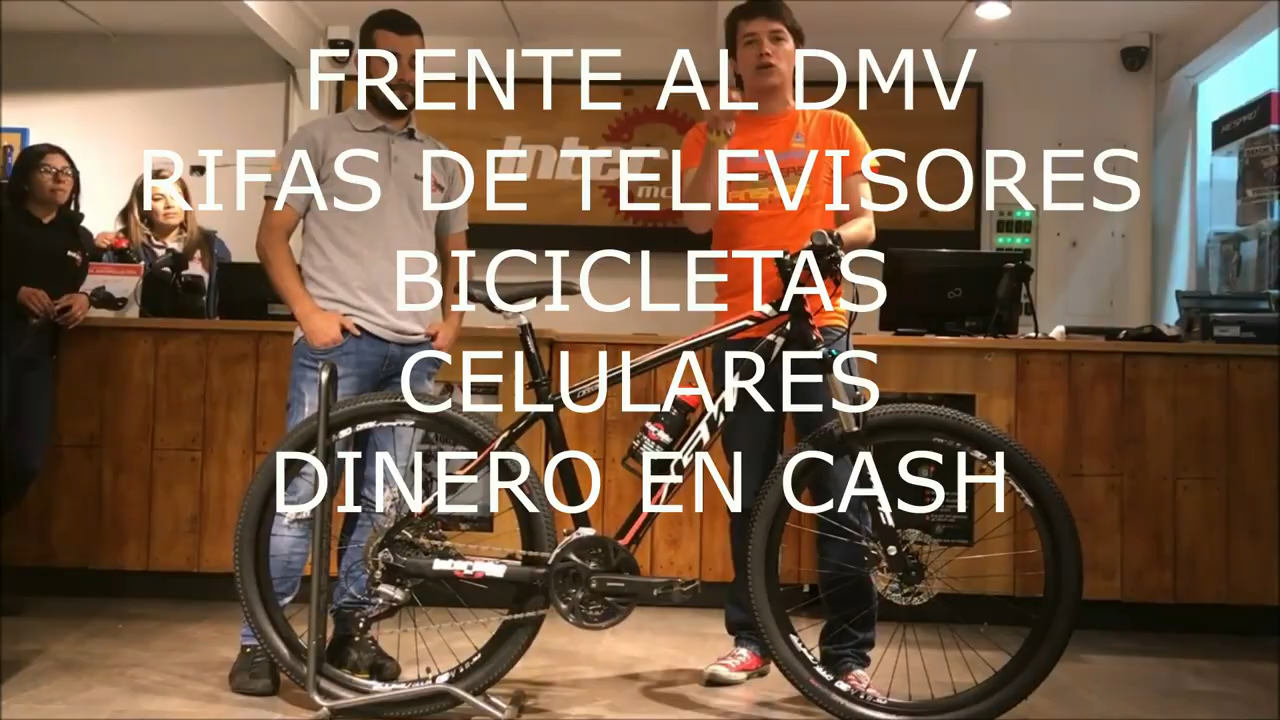 FRENTE AL DMV
RIFAS DE TELEVISORES
BICICLETAS
CELULARES
DINERO EN CASH